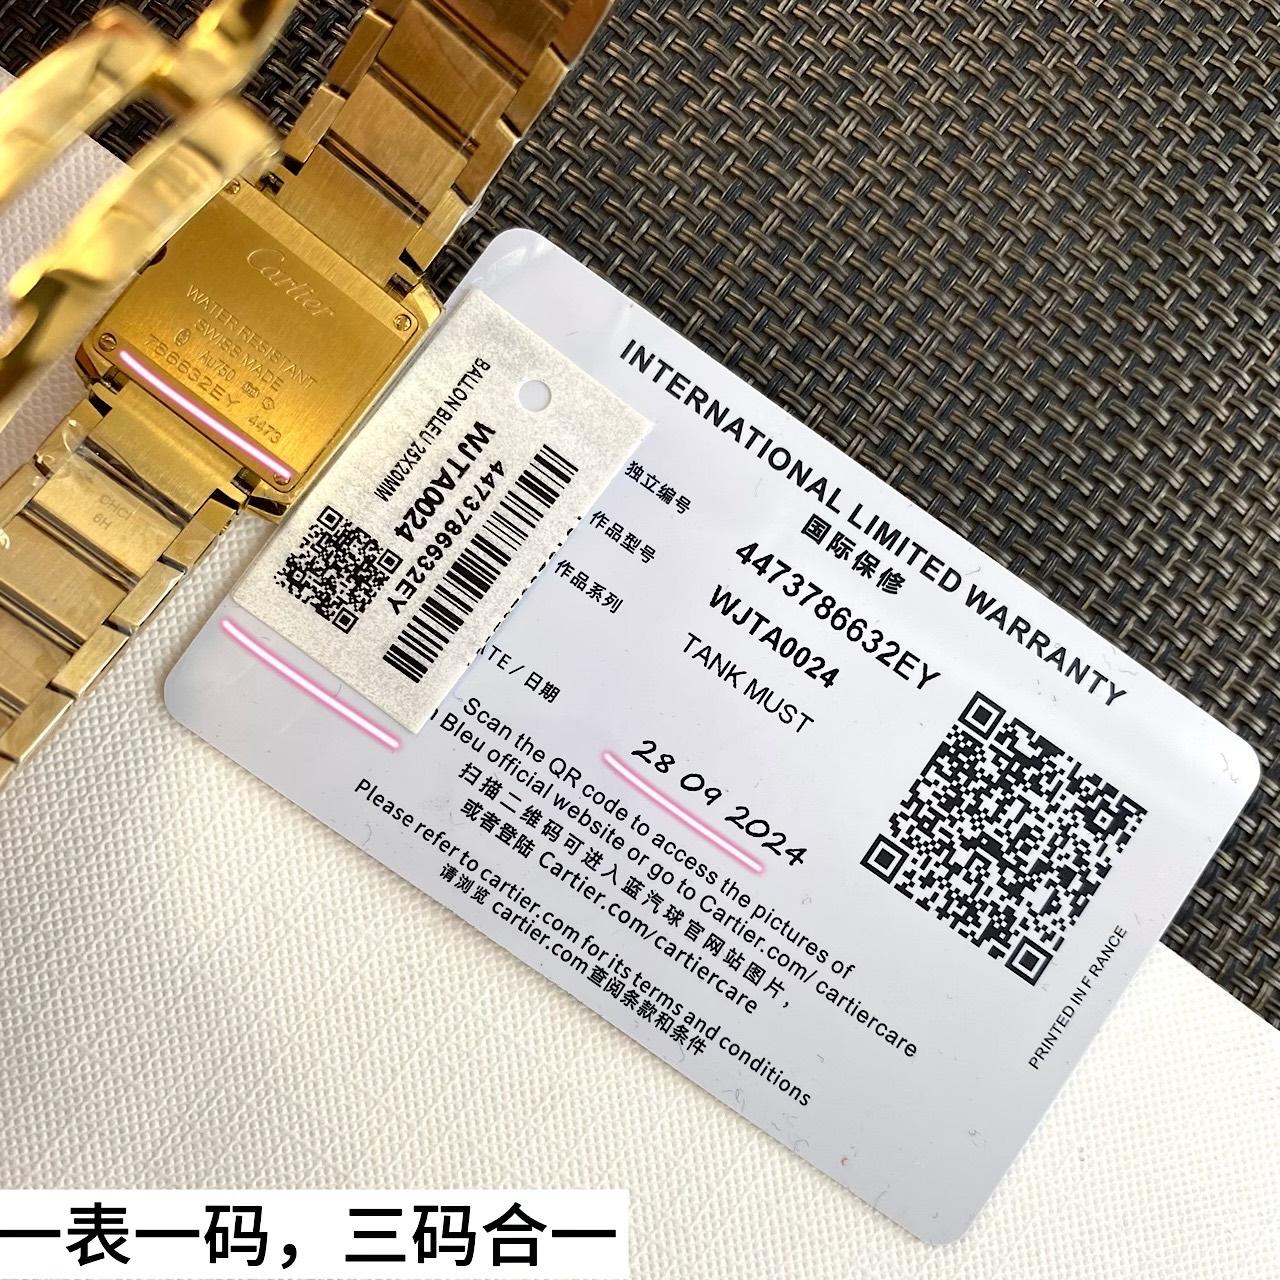 Cartier
WATER RESISTANT
SWISS MADE
Au750
786632EY 4473
6H
BALLON BLEU 25X20MM
WJTA0024
4473786632EY
INTERNATIONAL LIMITED WARRANTY
国际保修
独立编号
4473786632EY
作品型号
WJTA0024
作品系列
TANK MUST
ATE / 日期
28 09 2024
Scan the QR code to access the pictures of
Bleu official website or go to Cartier.com/ cartiercare
扫描二维码可进入蓝汽球官网站图片，
或者登陆 Cartier.com/cartiercare
Please refer to cartier.com for its terms and conditions
请浏览 cartier.com 查阅条款和条件
PRINTED IN FRANCE
一表一码，三码合一